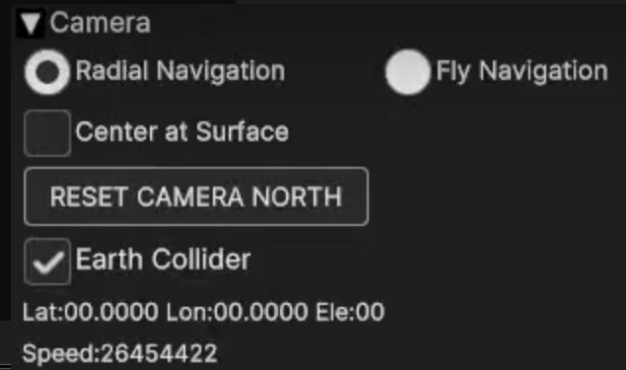 Camera
Radial Navigation Fly Navigation
Center at Surface
RESET CAMERA NORTH
Earth Collider
Lat:00.0000 Lon:00.0000 Ele:00
Speed:26454422